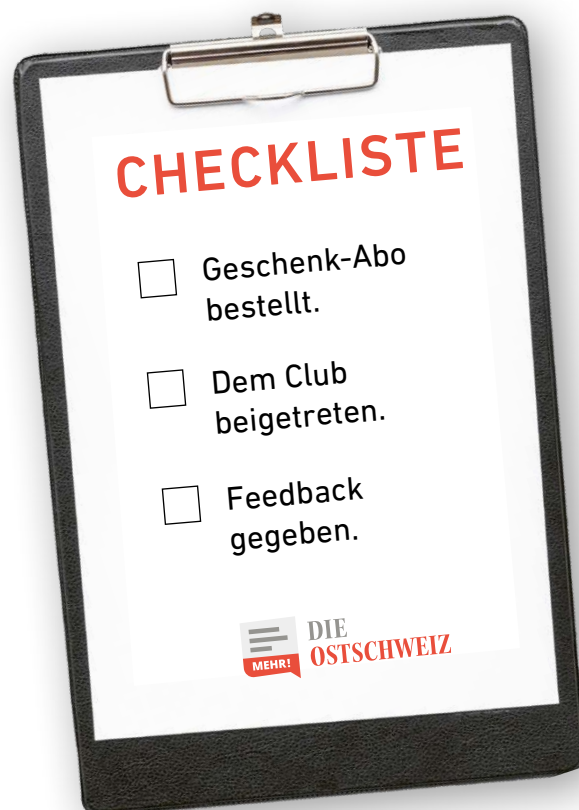 CHECKLISTE
Geschenk-Abo
bestellt.
Dem Club
beigetreten.
Feedback
gegeben.
MEHR!
DIE
OSTSCHWEIZ